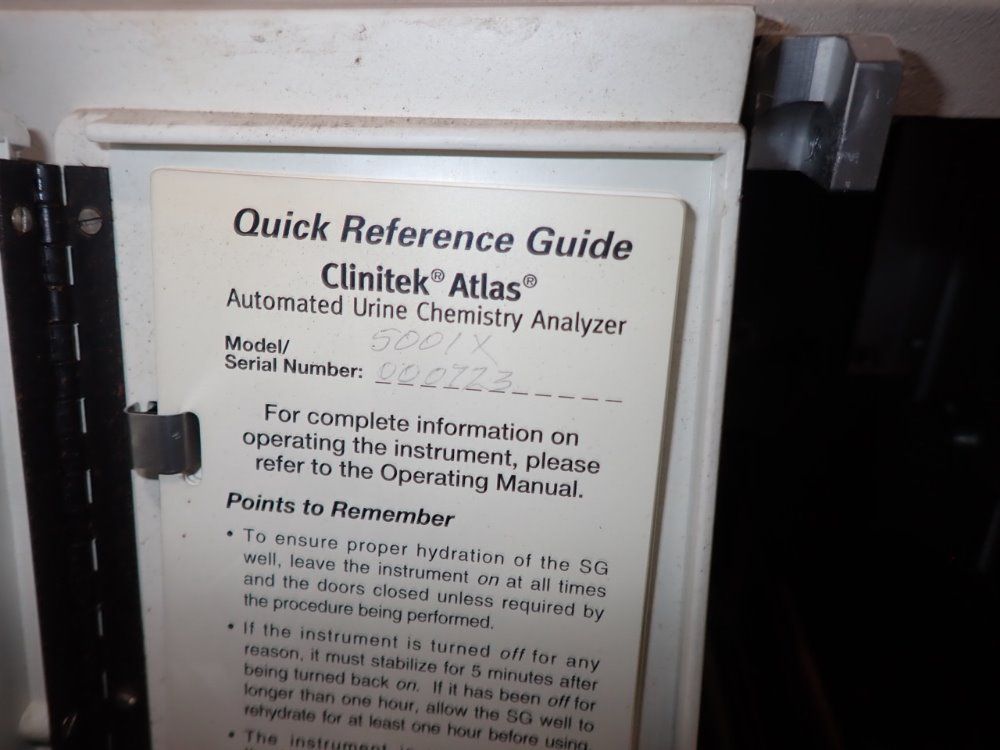 Quick Reference Guide
Clinitek® Atlas®
Automated Urine Chemistry Analyzer
5001X
Model/
Serial Number: 000723
For complete information on
operating the instrument, please
refer to the Operating Manual.
Points to Remember
• To ensure proper hydration of the SG
well, leave the instrument on at all times
and the doors closed unless required by
the procedure being performed.
• If the instrument is turned off for any
reason, it must stabilize for 5 minutes after
being turned back on. If it has been off for
longer than one hour, allow the SG well to
rehydrate for at least one hour before using.
• The instrument